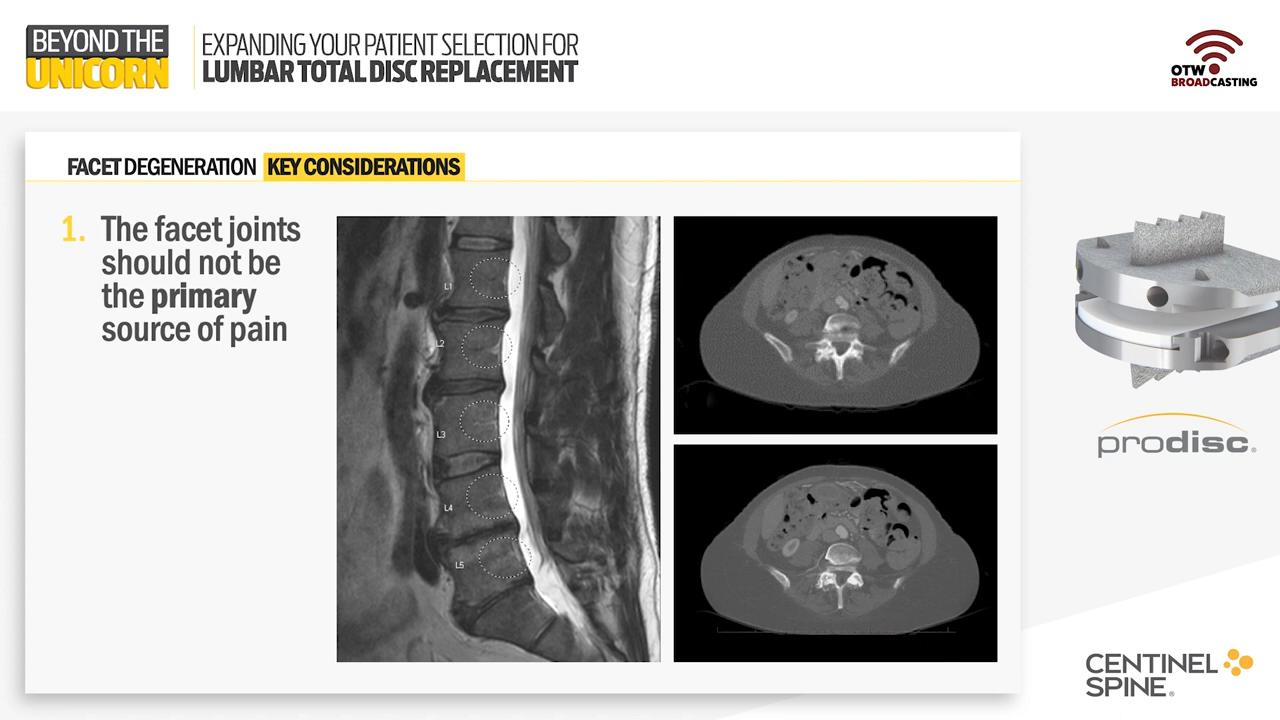 BEYOND THE
UNICORN
EXPANDING YOUR PATIENT SELECTION FOR
LUMBAR TOTAL DISC REPLACEMENT
OTW
BROADCASTING
FACET DEGENERATION KEY CONSIDERATIONS
1. The facet joints
should not be
the primary
source of pain
L1
L2
L3
L4
L5
prodisc®
CENTINEL
SPINE®